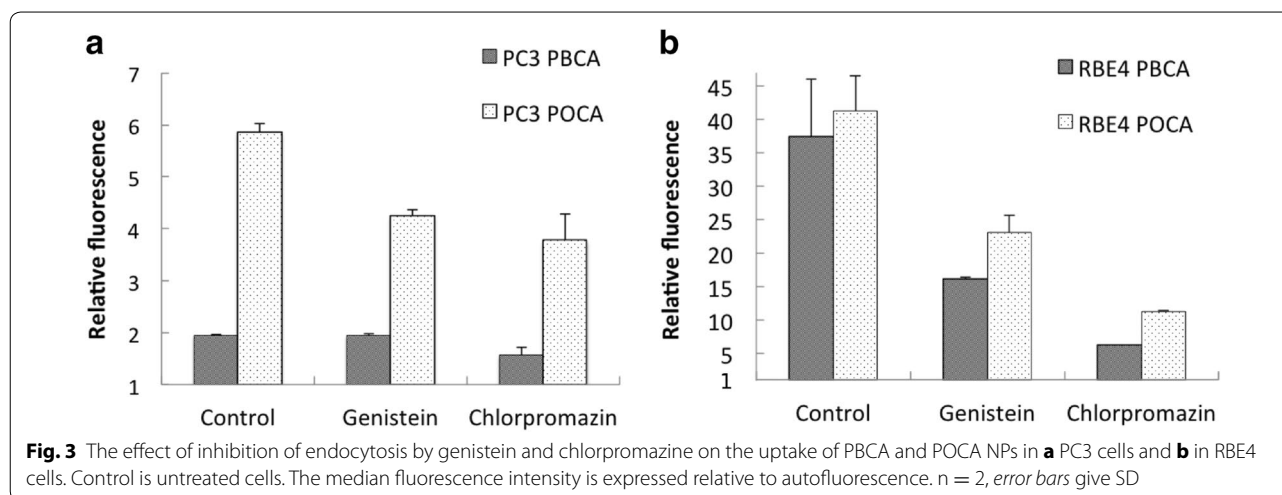 a
PC3 PBCA
PC3 POCA
Relative fluorescence
7
6
5
4
3
2
1
Control
Genistein
Chlorpromazin
b
RBE4 PBCA
RBE4 POCA
Relative fluorescence
45
40
35
30
25
20
15
10
5
1
Control
Genistein
Chlorpromazin
Fig. 3 The effect of inhibition of endocytosis by genistein and chlorpromazine on the uptake of PBCA and POCA NPs in a PC3 cells and b in RBE4
cells. Control is untreated cells. The median fluorescence intensity is expressed relative to autofluorescence. n = 2, error bars give SD